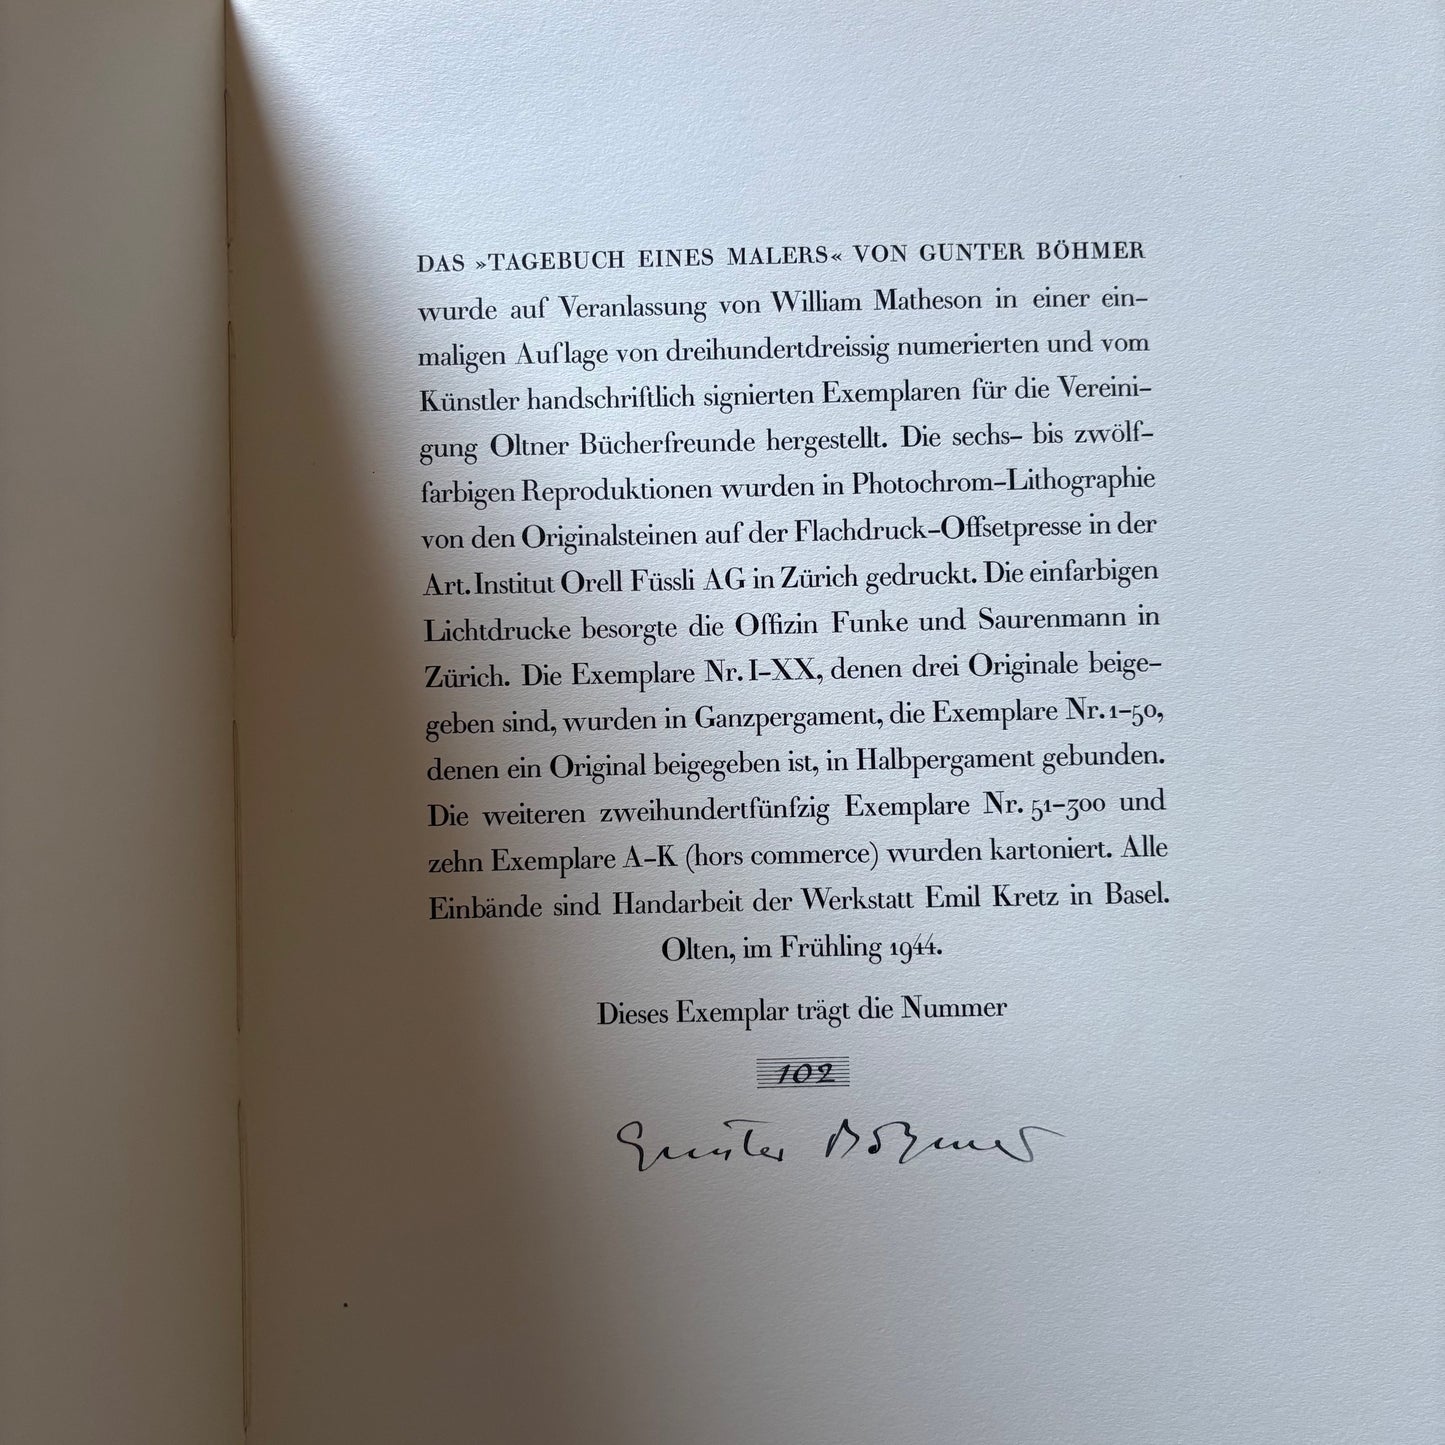 DAS »TAGEBUCH EINES MALERS« VON GUNTER BÖHMER
wurde auf Veranlassung von William Matheson in einer ein-
maligen Auflage von dreihundertdreissig numerierten und vom
Künstler handschriftlich signierten Exemplaren für die Vereini-
gung Oltner Bücherfreunde hergestellt. Die sechs- bis zwölf-
farbigen Reproduktionen wurden in Photochrom-Lithographie
von den Originalsteinen auf der Flachdruck-Offsetpresse in der
Art. Institut Orell Füssli AG in Zürich gedruckt. Die einfarbigen
Lichtdrucke besorgte die Offizin Funke und Saurenmann in
Zürich. Die Exemplare Nr. I-XX, denen drei Originale beige-
geben sind, wurden in Ganzpergament, die Exemplare Nr. 1-50,
denen ein Original beigegeben ist, in Halbpergament gebunden.
Die weiteren zweihundertfünfzig Exemplare Nr. 51-300 und
zehn Exemplare A-K (hors commerce) wurden kartoniert. Alle
Einbände sind Handarbeit der Werkstatt Emil Kretz in Basel.
Olten, im Frühling 1944.
Dieses Exemplar trägt die Nummer
102
Gunter Böhmer